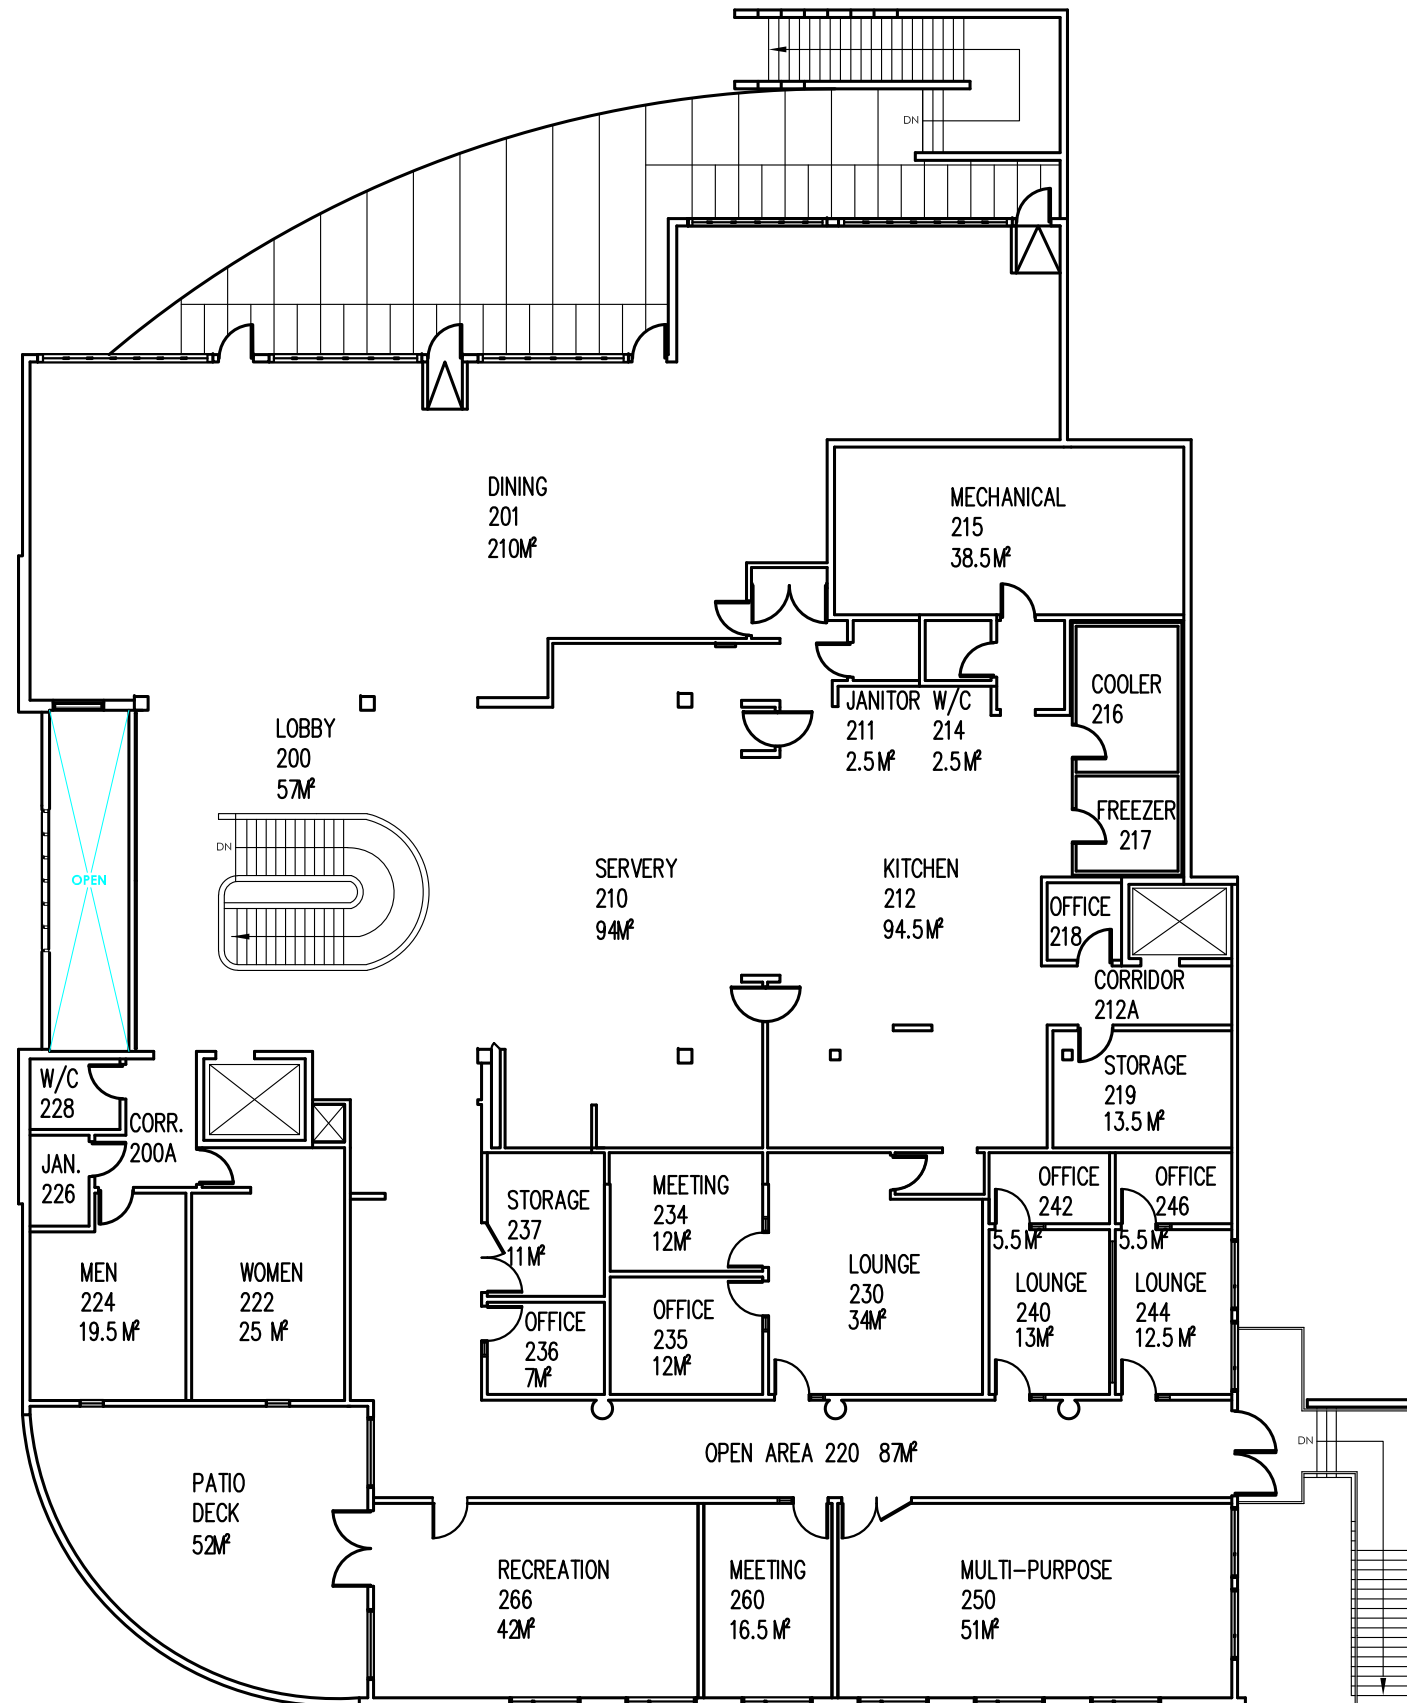 DN
DINING
201
210M²
MECHANICAL
215
38.5M²
LOBBY
200
57M²
JANITOR
211
2.5M²
W/C
214
2.5M²
COOLER
216
FREEZER
217
DN
OPEN
SERVERY
210
94M²
KITCHEN
212
94.5M²
OFFICE
218
CORRIDOR
212A
STORAGE
219
13.5M²
W/C
228
CORR.
200A
JAN.
226
STORAGE
237
11M²
MEETING
234
12M²
OFFICE
242
5.5M²
OFFICE
246
5.5M²
MEN
224
19.5M²
WOMEN
222
25 M²
OFFICE
236
7M²
OFFICE
235
12M²
LOUNGE
230
34M²
LOUNGE
240
13M²
LOUNGE
244
12.5M²
OPEN AREA 220 87M²
DN
PATIO
DECK
52M²
RECREATION
266
42M²
MEETING
260
16.5M²
MULTI-PURPOSE
250
51M²